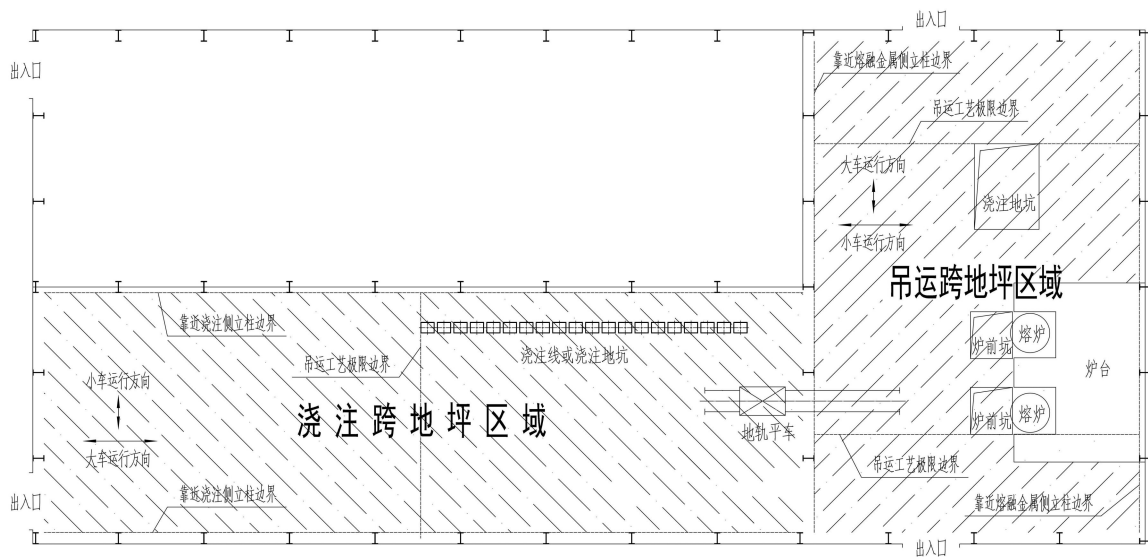 出入口
出入口
靠近熔融金属侧立柱边界
吊运工艺极限边界
大车运行方向
小车运行方向
浇注地坑
吊运跨地坪区域
靠近浇注侧立柱边界
浇注线或浇注地坑
吊运工艺极限边界
炉前坑
熔炉
炉台
小车运行方向
大车运行方向
浇注跨地坪区域
地轨平车
炉前坑
熔炉
吊运工艺极限边界
靠近浇注侧立柱边界
靠近熔融金属侧立柱边界
出入口
出入口